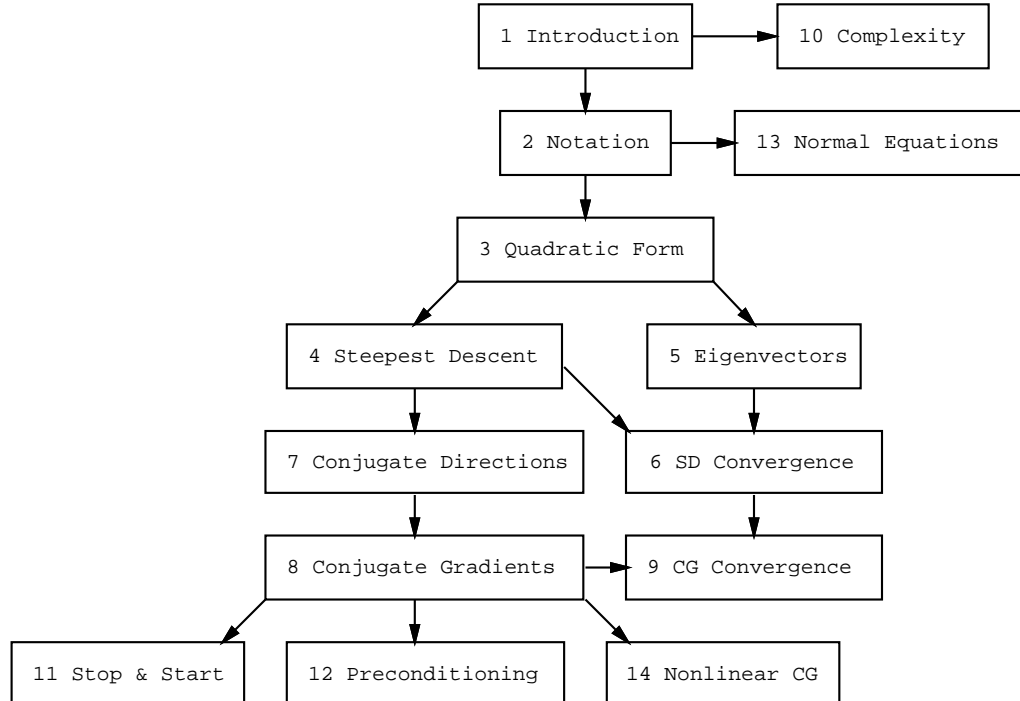 1 Introduction
10 Complexity
2 Notation
13 Normal Equations
3 Quadratic Form
4 Steepest Descent
5 Eigenvectors
7 Conjugate Directions
6 SD Convergence
8 Conjugate Gradients
9 CG Convergence
11 Stop & Start
12 Preconditioning
14 Nonlinear CG